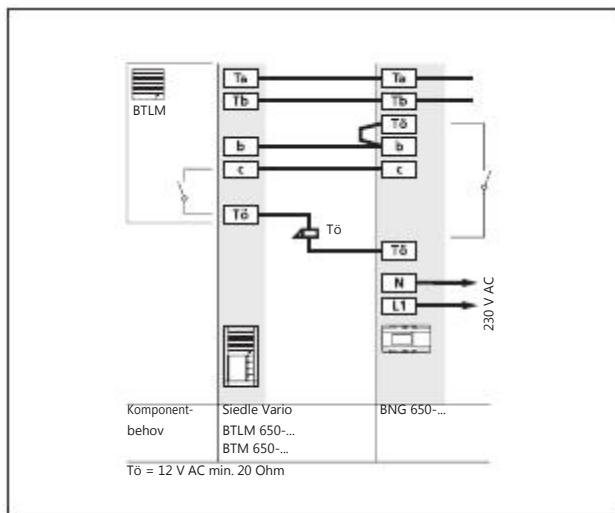 Ta Ta
BTLM Tb Tb
Tö
b b
c c
Tö Tö
Tö
N
L1
230 V AC
Komponent- Siedle Vario BNG 650-...
behov BTLM 650-...
BTM 650-...
Tö = 12 V AC min. 20 Ohm